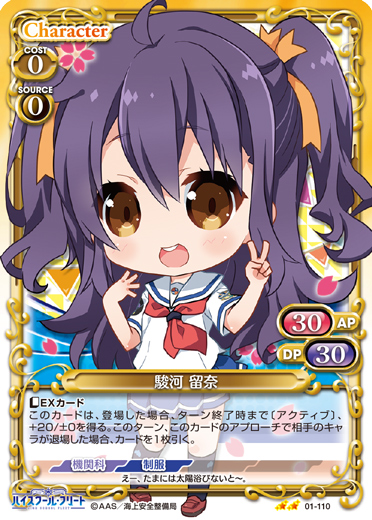 Character
COST
0
SOURCE
0
30 AP
DP 30
駿河 留奈
EXカード
このカードは、登場した場合、ターン終了時まで〔アクティブ〕、
+20/±0を得る。このターン、このカードのアプローチで相手のキャ
ラが退場した場合、カードを1枚引く。
機関科 制服
えー、たまには太陽浴びないと〜。
ハイスクール・フリート
©AAS/海上安全整備局
01-110